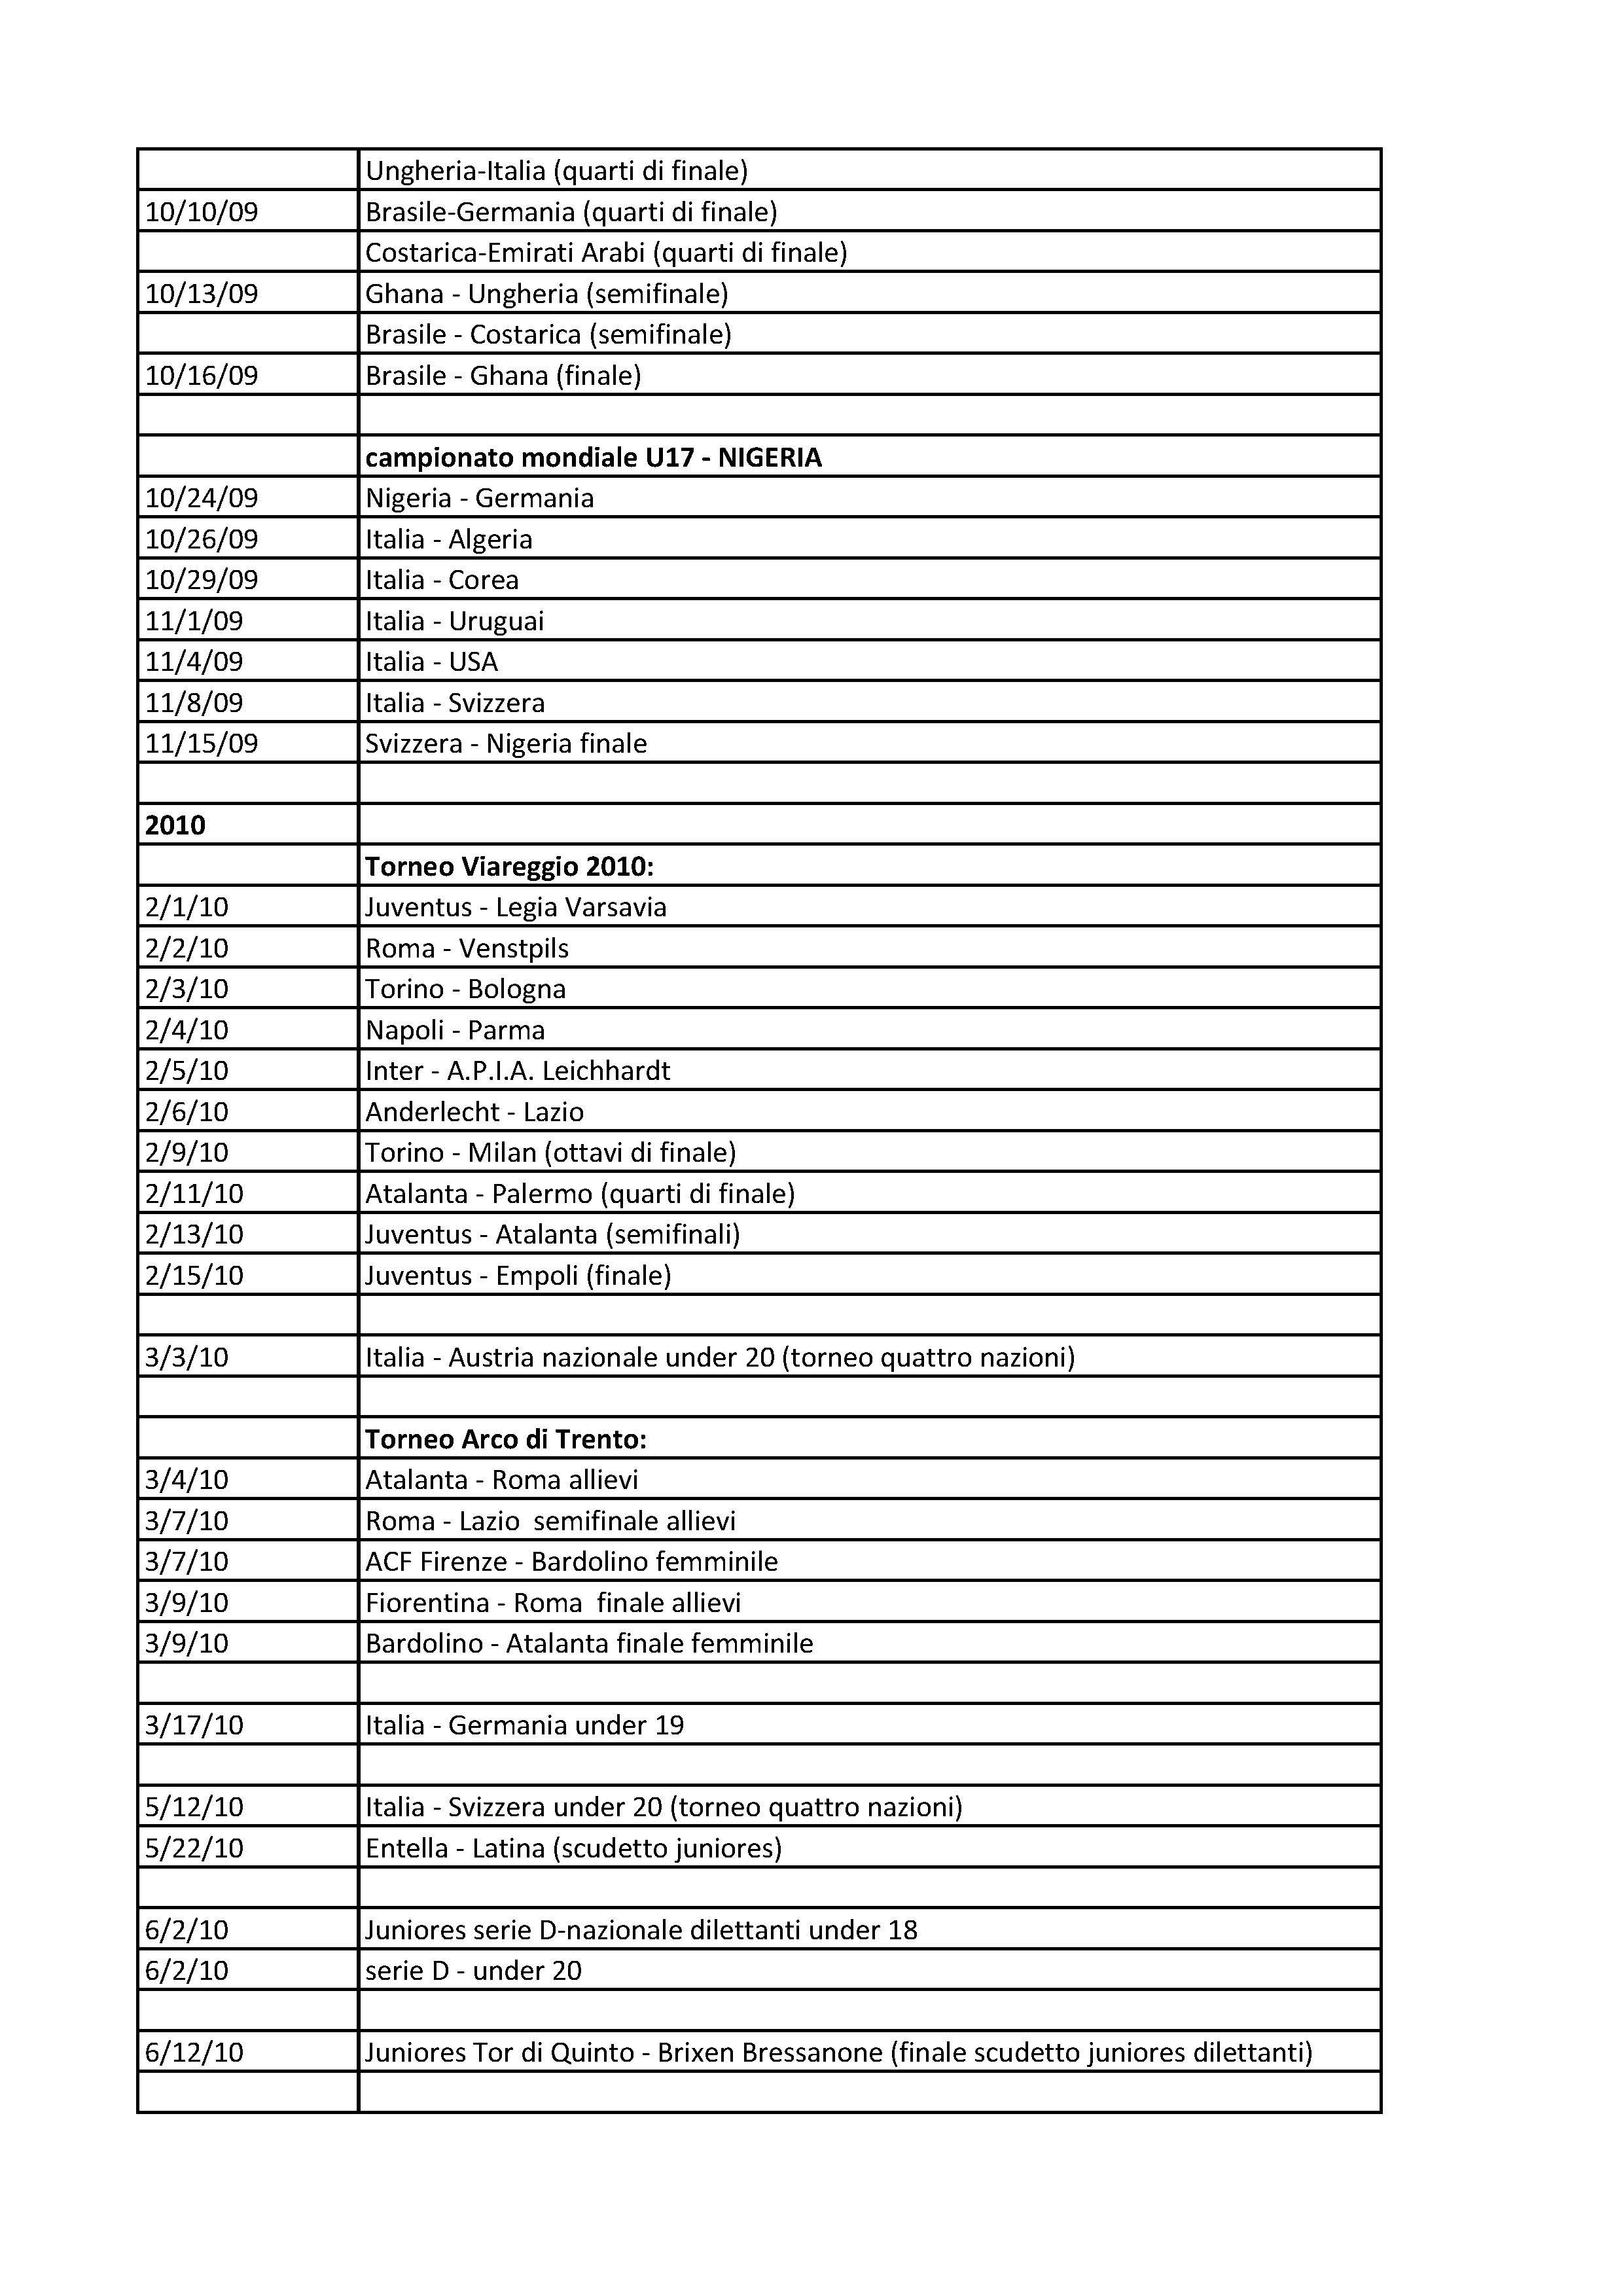 Ungheria-Italia (quarti di finale)
10/10/09 Brasile-Germania (quarti di finale)
Costarica-Emirati Arabi (quarti di finale)
10/13/09 Ghana - Ungheria (semifinale)
Brasile - Costarica (semifinale)
10/16/09 Brasile - Ghana (finale)
campionato mondiale U17 - NIGERIA
10/24/09 Nigeria - Germania
10/26/09 Italia - Algeria
10/29/09 Italia - Corea
11/1/09 Italia - Uruguai
11/4/09 Italia - USA
11/8/09 Italia - Svizzera
11/15/09 Svizzera - Nigeria finale
2010
Torneo Viareggio 2010:
2/1/10 Juventus - Legia Varsavia
2/2/10 Roma - Venstpils
2/3/10 Torino - Bologna
2/4/10 Napoli - Parma
2/5/10 Inter - A.P.I.A. Leichhardt
2/6/10 Anderlecht - Lazio
2/9/10 Torino - Milan (ottavi di finale)
2/11/10 Atalanta - Palermo (quarti di finale)
2/13/10 Juventus - Atalanta (semifinali)
2/15/10 Juventus - Empoli (finale)
3/3/10 Italia - Austria nazionale under 20 (torneo quattro nazioni)
Torneo Arco di Trento:
3/4/10 Atalanta - Roma allievi
3/7/10 Roma - Lazio  semifinale allievi
3/7/10 ACF Firenze - Bardolino femminile
3/9/10 Fiorentina - Roma  finale allievi
3/9/10 Bardolino - Atalanta finale femminile
3/17/10 Italia - Germania under 19
5/12/10 Italia - Svizzera under 20 (torneo quattro nazioni)
5/22/10 Entella - Latina (scudetto juniores)
6/2/10 Juniores serie D-nazionale dilettanti under 18
6/2/10 serie D - under 20
6/12/10 Juniores Tor di Quinto - Brixen Bressanone (finale scudetto juniores dilettanti)